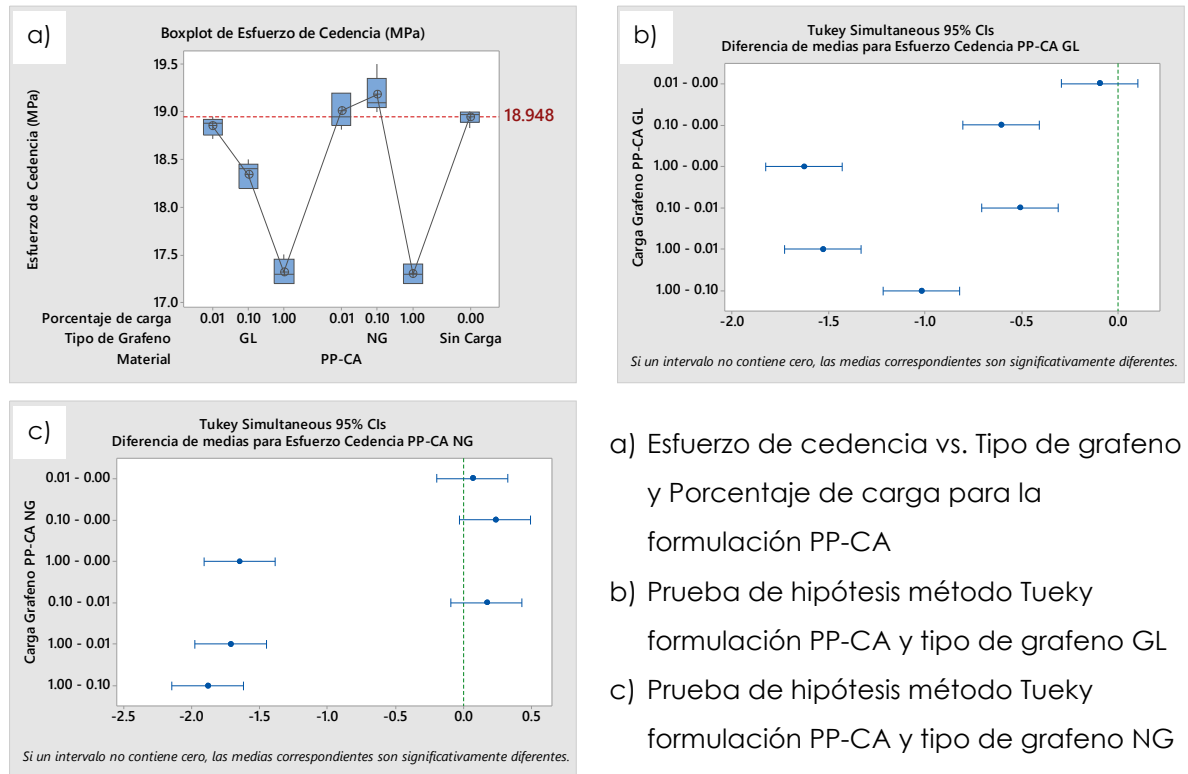 a)
Boxplot de Esfuerzo de Cedencia (MPa)
Esfuerzo de Cedencia (MPa)
19.5
19.0
18.5
18.0
17.5
17.0
18.948
Porcentaje de carga 0.01 0.10 1.00 0.01 0.10 1.00 0.00
Tipo de Grafeno GL NG Sin Carga
Material PP-CA
b)
Tukey Simultaneous 95% CIs
Diferencia de medias para Esfuerzo Cedencia PP-CA GL
Carga Grafeno PP-CA GL
0.01 - 0.00
0.10 - 0.00
1.00 - 0.00
0.10 - 0.01
1.00 - 0.01
1.00 - 0.10
-2.0 -1.5 -1.0 -0.5 0.0
Si un intervalo no contiene cero, las medias correspondientes son significativamente diferentes.
c)
Tukey Simultaneous 95% CIs
Diferencia de medias para Esfuerzo Cedencia PP-CA NG
Carga Grafeno PP-CA NG
0.01 - 0.00
0.10 - 0.00
1.00 - 0.00
0.10 - 0.01
1.00 - 0.01
1.00 - 0.10
-2.5 -2.0 -1.5 -1.0 -0.5 0.0 0.5
Si un intervalo no contiene cero, las medias correspondientes son significativamente diferentes.
a) Esfuerzo de cedencia vs. Tipo de grafeno
y Porcentaje de carga para la
formulación PP-CA
b) Prueba de hipótesis método Tueky
formulación PP-CA y tipo de grafeno GL
c) Prueba de hipótesis método Tueky
formulación PP-CA y tipo de grafeno NG